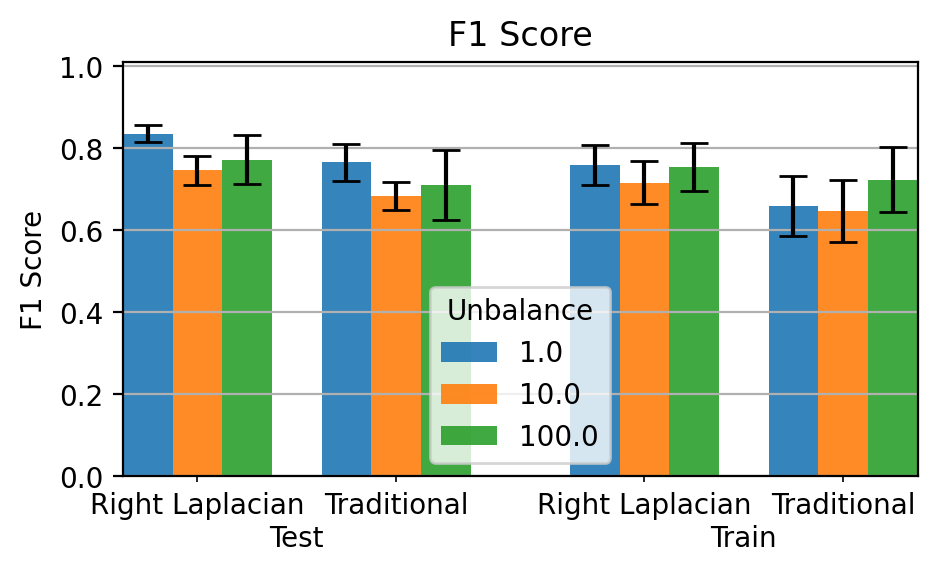 F1 Score
1.0
0.8
0.6
0.4
0.2
0.0
F1 Score
Unbalance
1.0
10.0
100.0
Right Laplacian Traditional Right Laplacian Traditional
Test Train